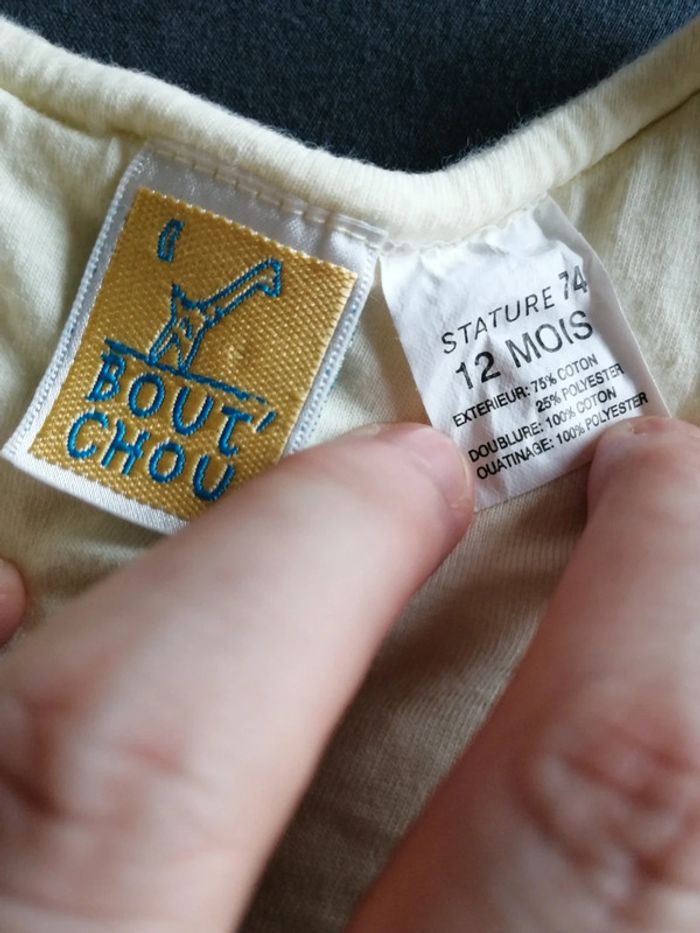 BOUT'
CHOU
STATURE 74
12 MOIS
EXTERIEUR: 75% COTON
25% POLYESTER
DOUBLURE: 100% COTON
OUATINAGE: 100% POLYESTER